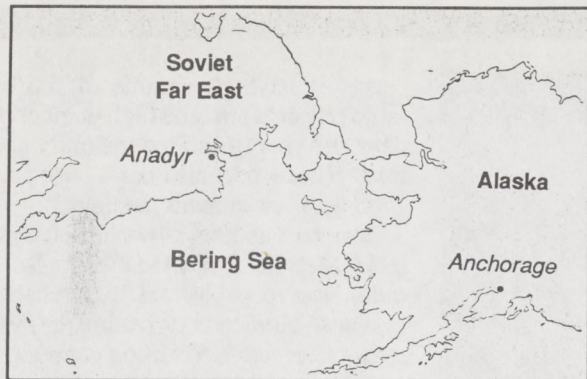 Soviet
Far East
Anadyr
Alaska
Bering Sea
Anchorage